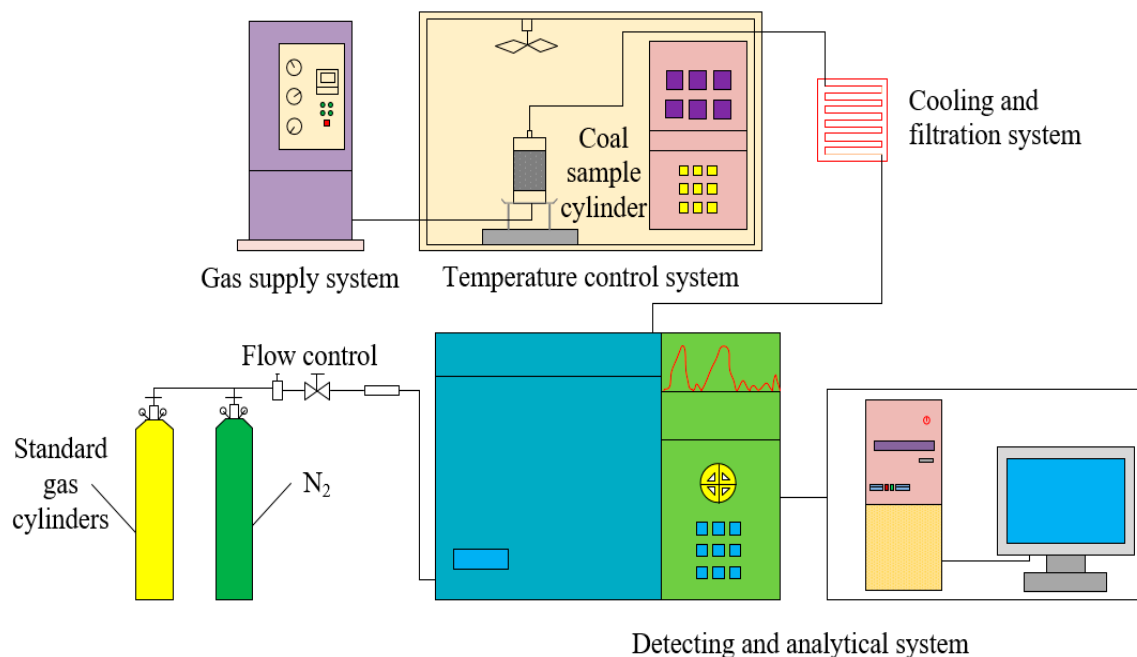 Cooling and
filtration system
Coal
sample
cylinder
Gas supply system
Temperature control system
Flow control
Standard
gas
cylinders
N₂
Detecting and analytical system